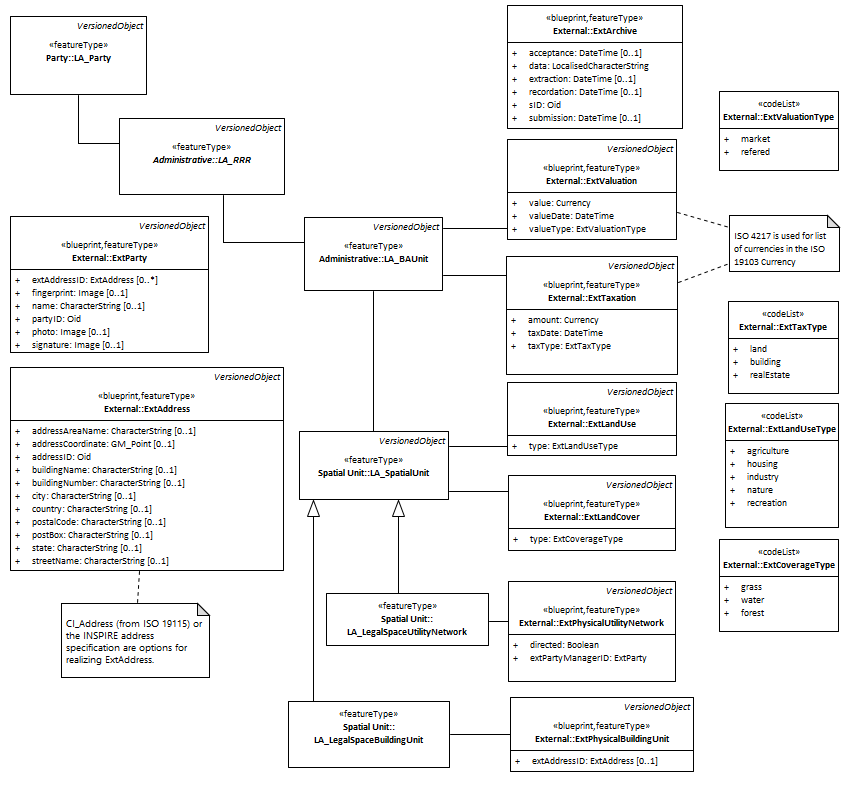 VersionedObject
«featureType»
Party::LA_Party
VersionedObject
«featureType»
Administrative::LA_RRR
VersionedObject
«blueprint,featureType»
External::ExtParty
+ extAddressID: ExtAddress [0..*]
+ fingerprint: Image [0..1]
+ name: CharacterString [0..1]
+ partyID: Oid
+ photo: Image [0..1]
+ signature: Image [0..1]
VersionedObject
«featureType»
Administrative::LA_BAUnit
VersionedObject
«blueprint,featureType»
External::ExtAddress
+ addressAreaName: CharacterString [0..1]
+ addressCoordinate: GM_Point [0..1]
+ addressID: Oid
+ buildingName: CharacterString [0..1]
+ buildingNumber: CharacterString [0..1]
+ city: CharacterString [0..1]
+ country: CharacterString [0..1]
+ postalCode: CharacterString [0..1]
+ postBox: CharacterString [0..1]
+ state: CharacterString [0..1]
+ streetName: CharacterString [0..1]
CI_Address (from ISO 19115) or
the INSPIRE address
specification are options for
realizing ExtAddress.
VersionedObject
«featureType»
Spatial Unit::LA_SpatialUnit
«featureType»
Spatial Unit::
LA_LegalSpaceUtilityNetwork
«featureType»
Spatial Unit::
LA_LegalSpaceBuildingUnit
«blueprint,featureType»
External::ExtArchive
+ acceptance: DateTime [0..1]
+ data: LocalisedCharacterString
+ extraction: DateTime [0..1]
+ recordation: DateTime [0..1]
+ sID: Oid
+ submission: DateTime [0..1]
VersionedObject
«blueprint,featureType»
External::ExtValuation
+ value: Currency
+ valueDate: DateTime
+ valueType: ExtValuationType
VersionedObject
«blueprint,featureType»
External::ExtTaxation
+ amount: Currency
+ taxDate: DateTime
+ taxType: ExtTaxType
VersionedObject
«blueprint,featureType»
External::ExtLandUse
+ type: ExtLandUseType
VersionedObject
«blueprint,featureType»
External::ExtLandCover
+ type: ExtCoverageType
VersionedObject
«blueprint,featureType»
External::ExtPhysicalUtilityNetwork
+ directed: Boolean
+ extPartyManagerID: ExtParty
VersionedObject
«blueprint,featureType»
External::ExtPhysicalBuildingUnit
+ extAddressID: ExtAddress [0..1]
«codeList»
External::ExtValuationType
+ market
+ refered
ISO 4217 is used for list
of currencies in the ISO
19103 Currency
«codeList»
External::ExtTaxType
+ land
+ building
+ realEstate
«codeList»
External::ExtLandUseType
+ agriculture
+ housing
+ industry
+ nature
+ recreation
«codeList»
External::ExtCoverageType
+ grass
+ water
+ forest